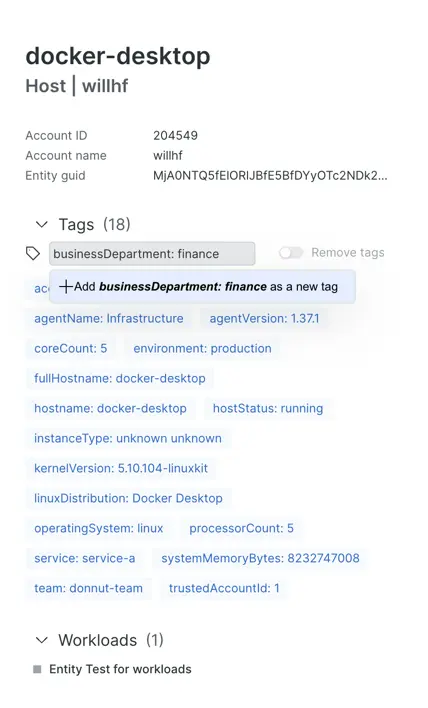 docker-desktop
Host | willhf
Account ID 204549
Account name willhf
Entity guid MjA0NTQ5fElORlJBfE5BfDYyOTc2NDk2...
Tags (18)
businessDepartment: finance Remove tags
acc
Add businessDepartment: finance as a new tag
agentName: Infrastructure agentVersion: 1.37.1
coreCount: 5 environment: production
fullHostname: docker-desktop
hostname: docker-desktop hostStatus: running
instanceType: unknown unknown
kernelVersion: 5.10.104-linuxkit
linuxDistribution: Docker Desktop
operatingSystem: linux processorCount: 5
service: service-a systemMemoryBytes: 8232747008
team: donnut-team trustedAccountId: 1
Workloads (1)
Entity Test for workloads